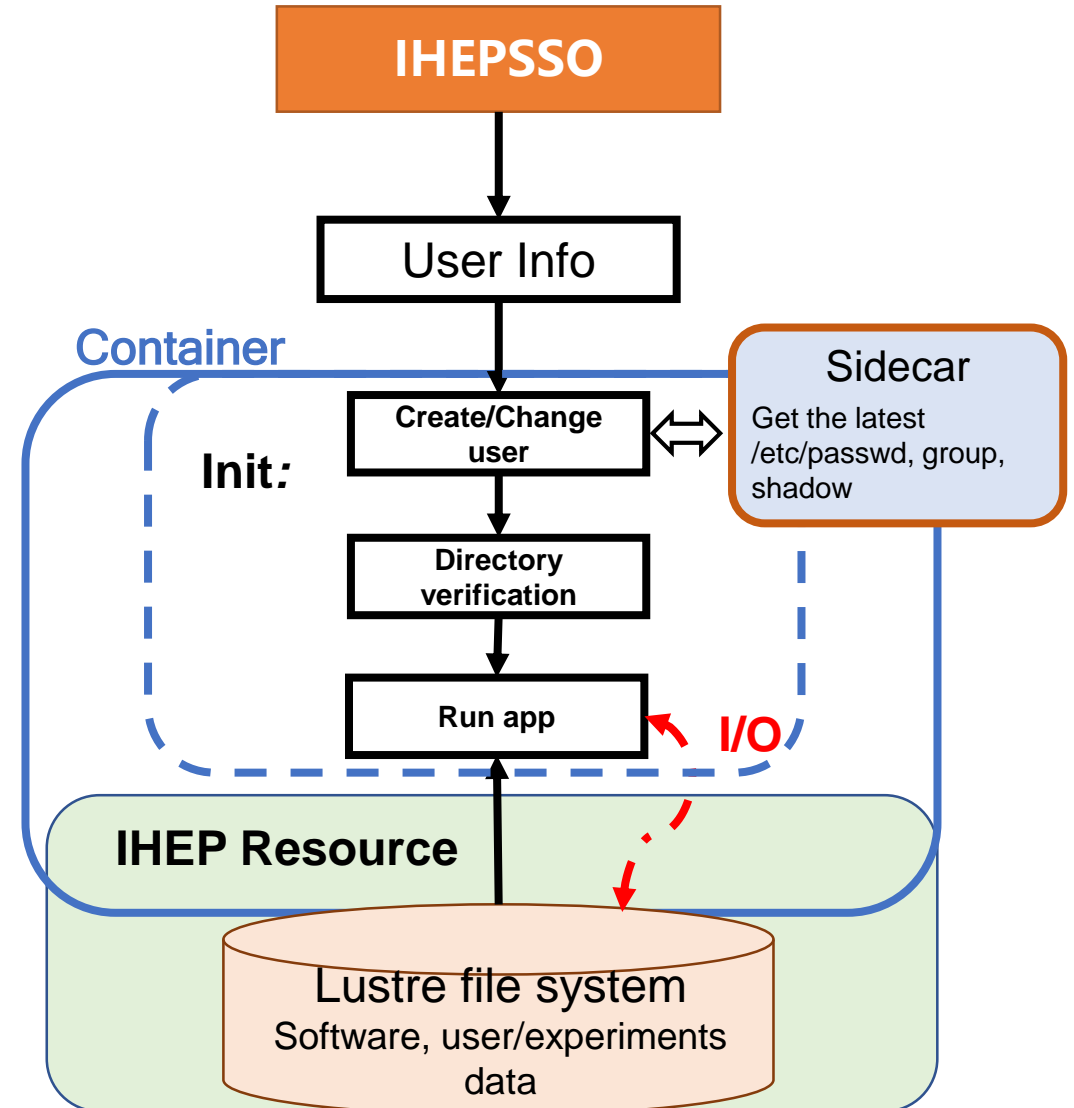 IHEPSSO
User Info
Container
Sidecar
Get the latest
/etc/passwd, group,
shadow
Create/Change
user
Init:
Directory
verification
Run app
I/O
IHEP Resource
Lustre file system
Software, user/experiments
data